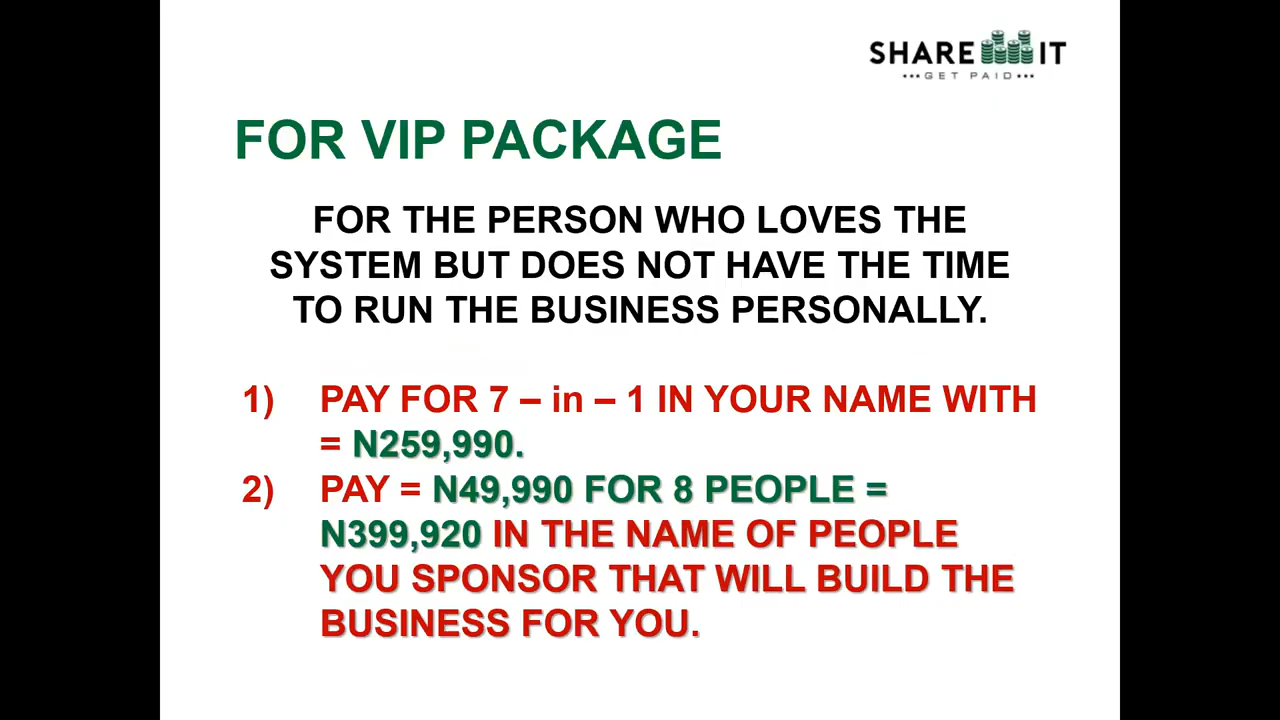 SHARE IT
GET PAID
FOR VIP PACKAGE
FOR THE PERSON WHO LOVES THE
SYSTEM BUT DOES NOT HAVE THE TIME
TO RUN THE BUSINESS PERSONALLY.
1) PAY FOR 7 – in – 1 IN YOUR NAME WITH
= N259,990.
2) PAY = N49,990 FOR 8 PEOPLE =
N399,920 IN THE NAME OF PEOPLE
YOU SPONSOR THAT WILL BUILD THE
BUSINESS FOR YOU.